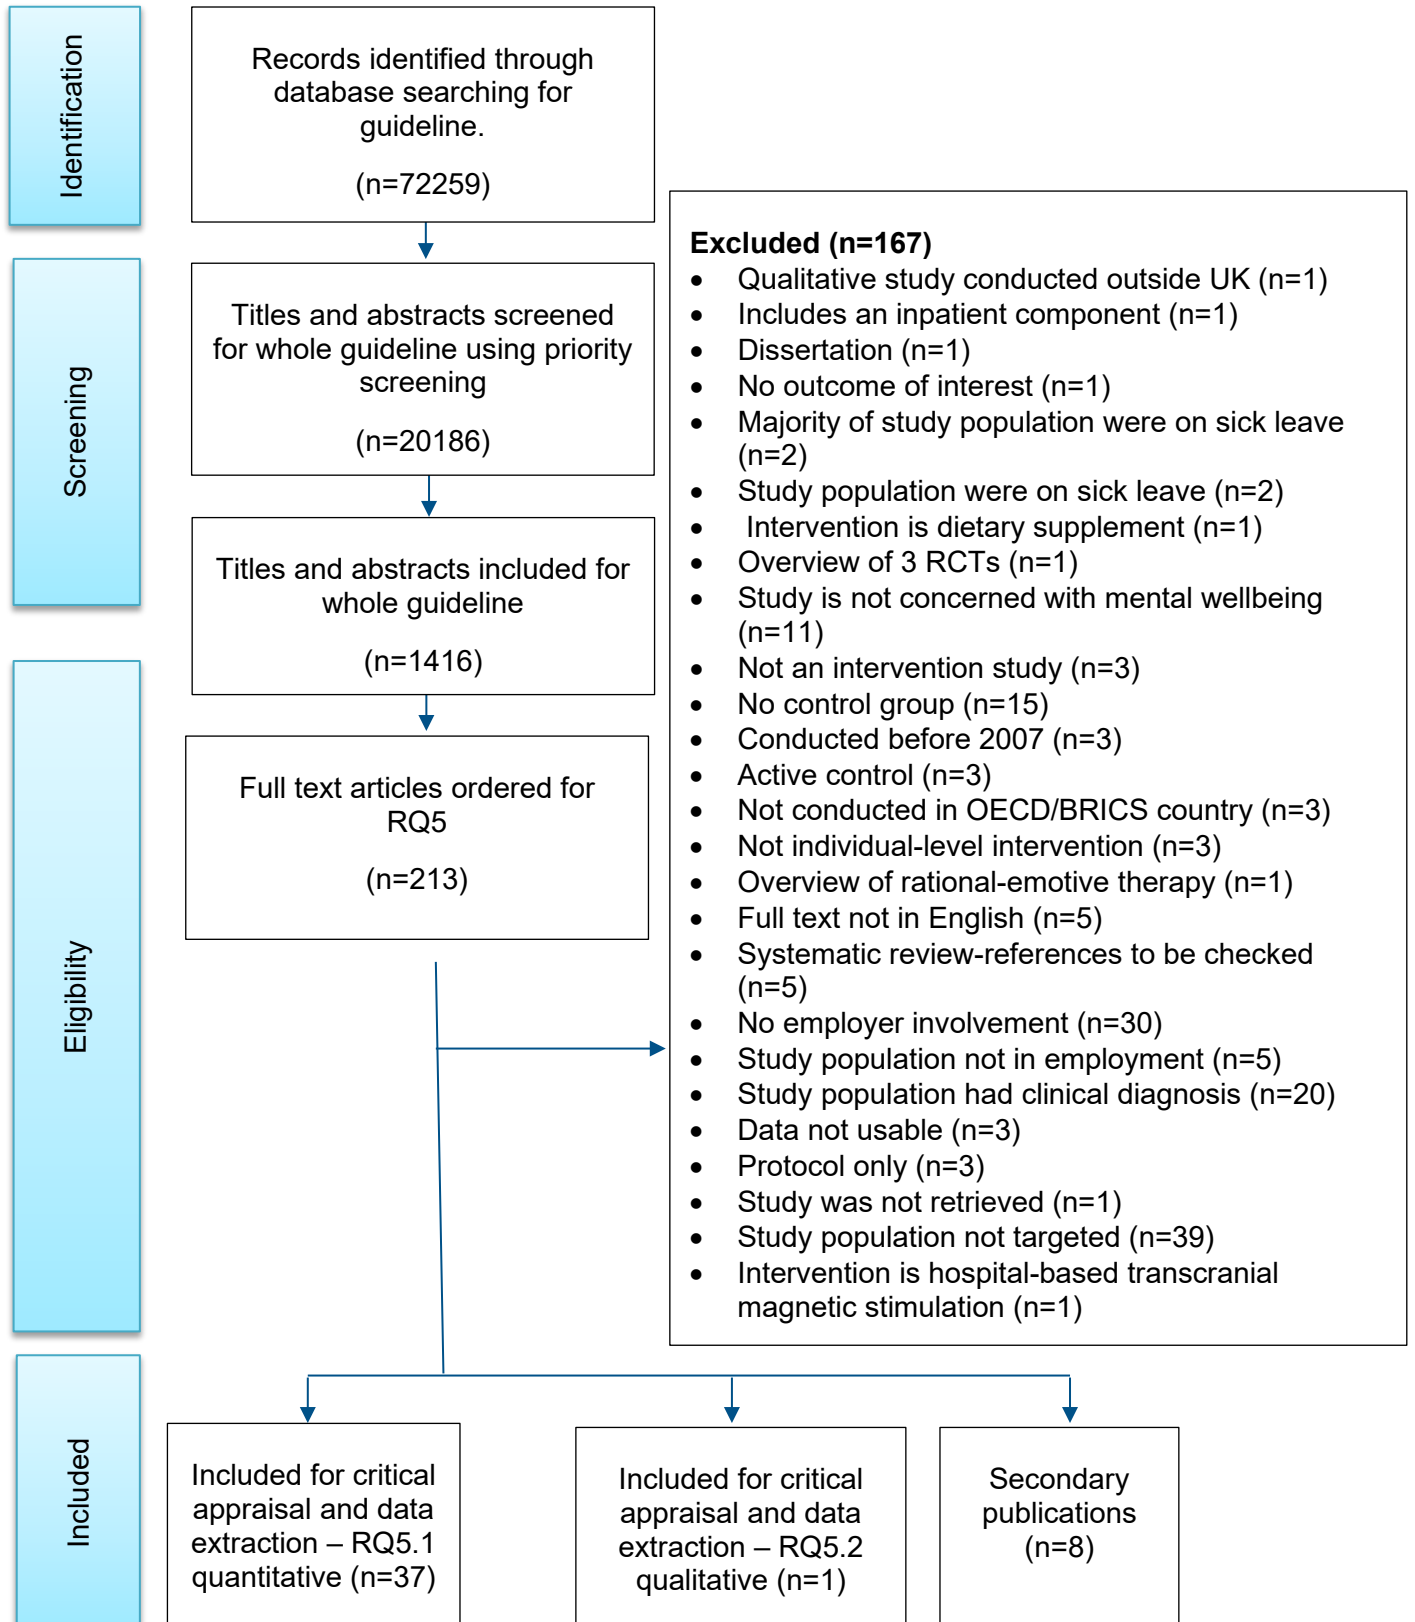 Identification
Records identified through
database searching for
guideline.
(n=72259)
Screening
Titles and abstracts screened
for whole guideline using priority
screening
(n=20186)
Titles and abstracts included for
whole guideline
(n=1416)
Eligibility
Full text articles ordered for
RQ5
(n=213)
Excluded (n=167)
• Qualitative study conducted outside UK (n=1)
• Includes an inpatient component (n=1)
• Dissertation (n=1)
• No outcome of interest (n=1)
• Majority of study population were on sick leave
(n=2)
• Study population were on sick leave (n=2)
• Intervention is dietary supplement (n=1)
• Overview of 3 RCTs (n=1)
• Study is not concerned with mental wellbeing
(n=11)
• Not an intervention study (n=3)
• No control group (n=15)
• Conducted before 2007 (n=3)
• Active control (n=3)
• Not conducted in OECD/BRICS country (n=3)
• Not individual-level intervention (n=3)
• Overview of rational-emotive therapy (n=1)
• Full text not in English (n=5)
• Systematic review-references to be checked
(n=5)
• No employer involvement (n=30)
• Study population not in employment (n=5)
• Study population had clinical diagnosis (n=20)
• Data not usable (n=3)
• Protocol only (n=3)
• Study was not retrieved (n=1)
• Study population not targeted (n=39)
• Intervention is hospital-based transcranial
magnetic stimulation (n=1)
Included
Included for critical
appraisal and data
extraction – RQ5.1
quantitative (n=37)
Included for critical
appraisal and data
extraction – RQ5.2
qualitative (n=1)
Secondary
publications
(n=8)